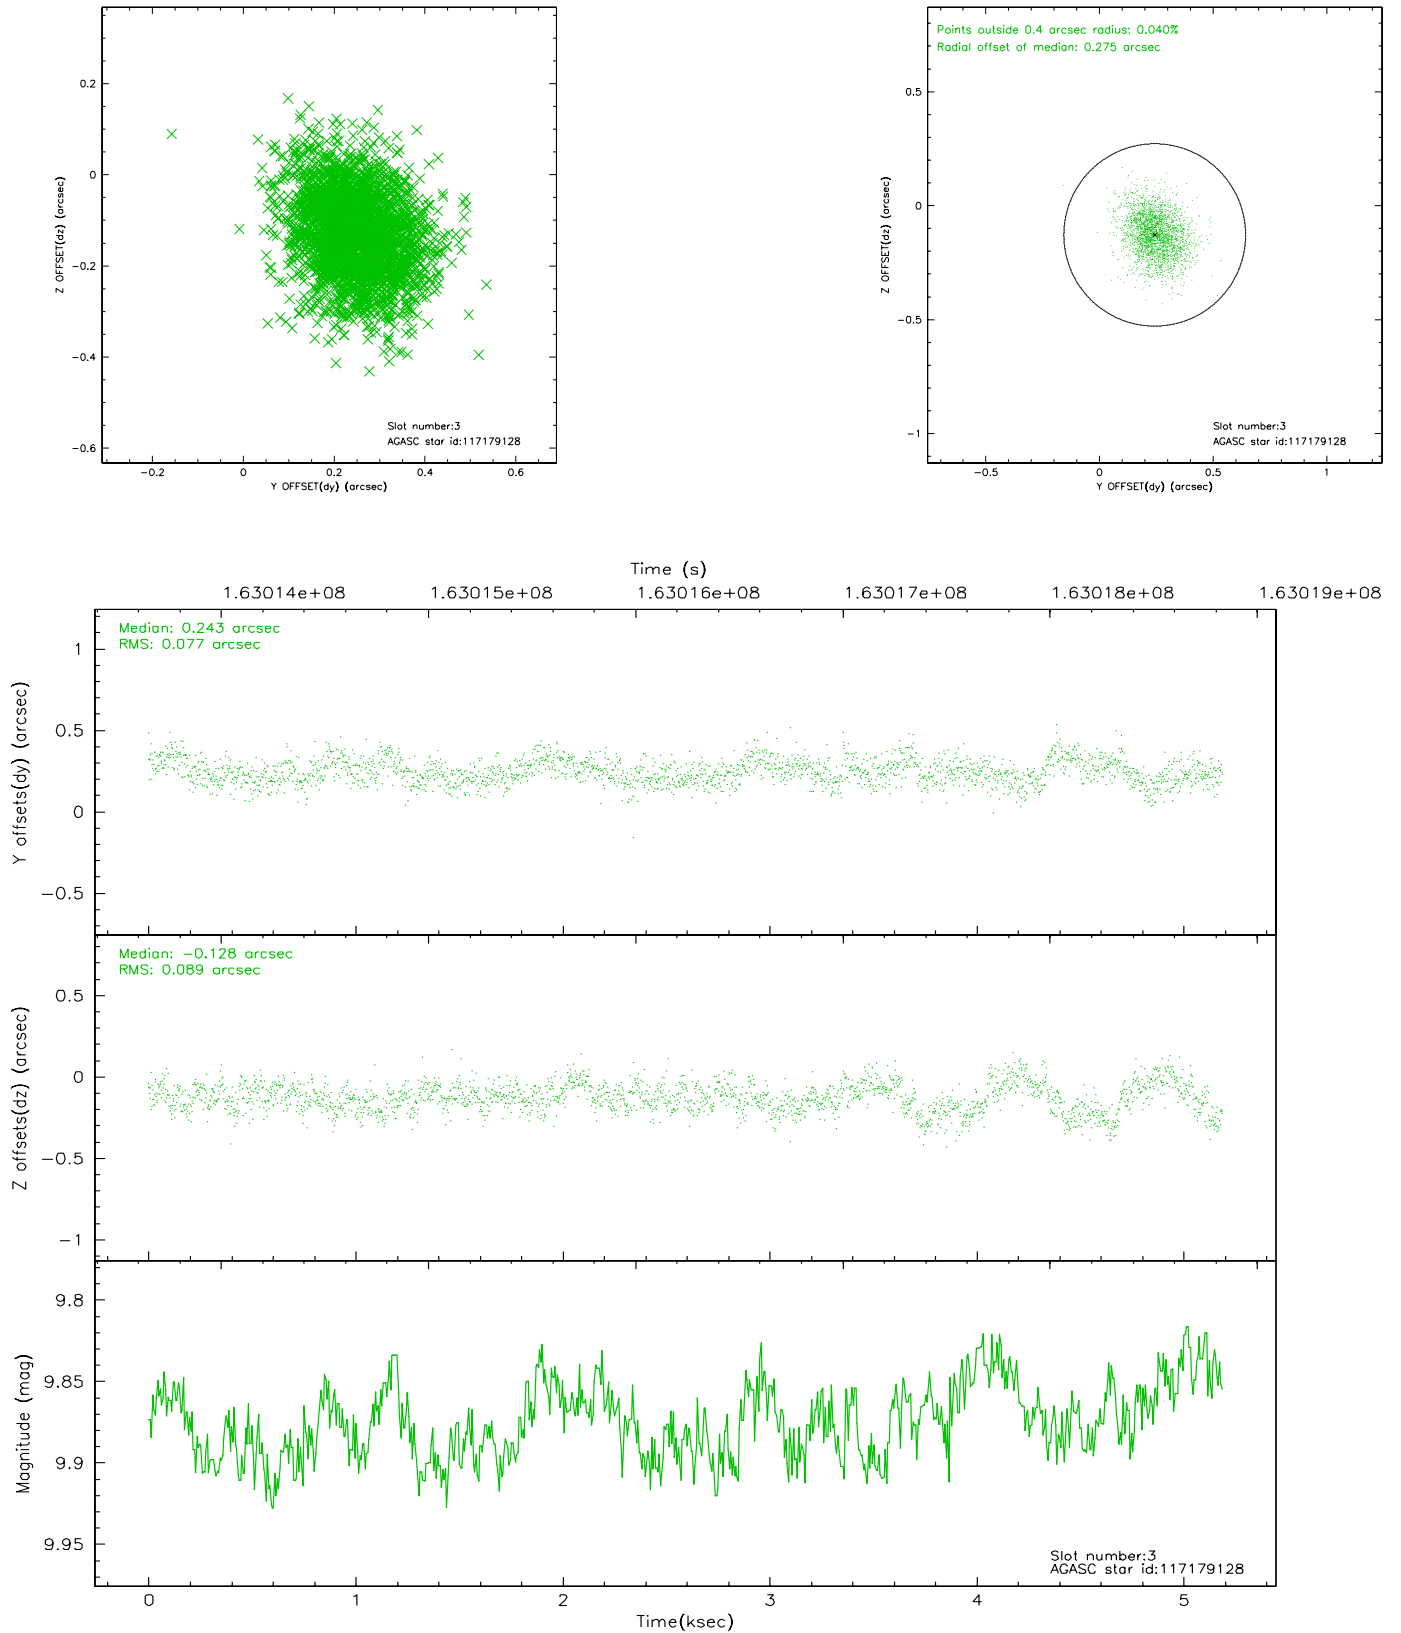 0.2
0
−0.2
−0.4
−0.6
Z OFFSET(dz) (arcsec)
Slot number:3
AGASC star id:117179128
−0.2 0 0.2 0.4 0.6
Y OFFSET(dy) (arcsec)
Points outside 0.4 arcsec radius: 0.040%
Radial offset of median: 0.275 arcsec
0.5
0
−0.5
−1
Z OFFSET(dz) (arcsec)
Slot number:3
AGASC star id:117179128
−0.5 0 0.5 1
Y OFFSET(dy) (arcsec)
Time (s)
1.63014e+08 1.63015e+08 1.63016e+08 1.63017e+08 1.63018e+08 1.63019e+08
Median: 0.243 arcsec
RMS: 0.077 arcsec
1
0.5
0
−0.5
Y offsets(dy) (arcsec)
Median: −0.128 arcsec
RMS: 0.089 arcsec
0.5
0
−0.5
−1
Z offsets(dz) (arcsec)
9.8
9.85
9.9
9.95
Magnitude (mag)
Slot number:3
AGASC star id:117179128
0 1 2 3 4 5
Time(ksec)